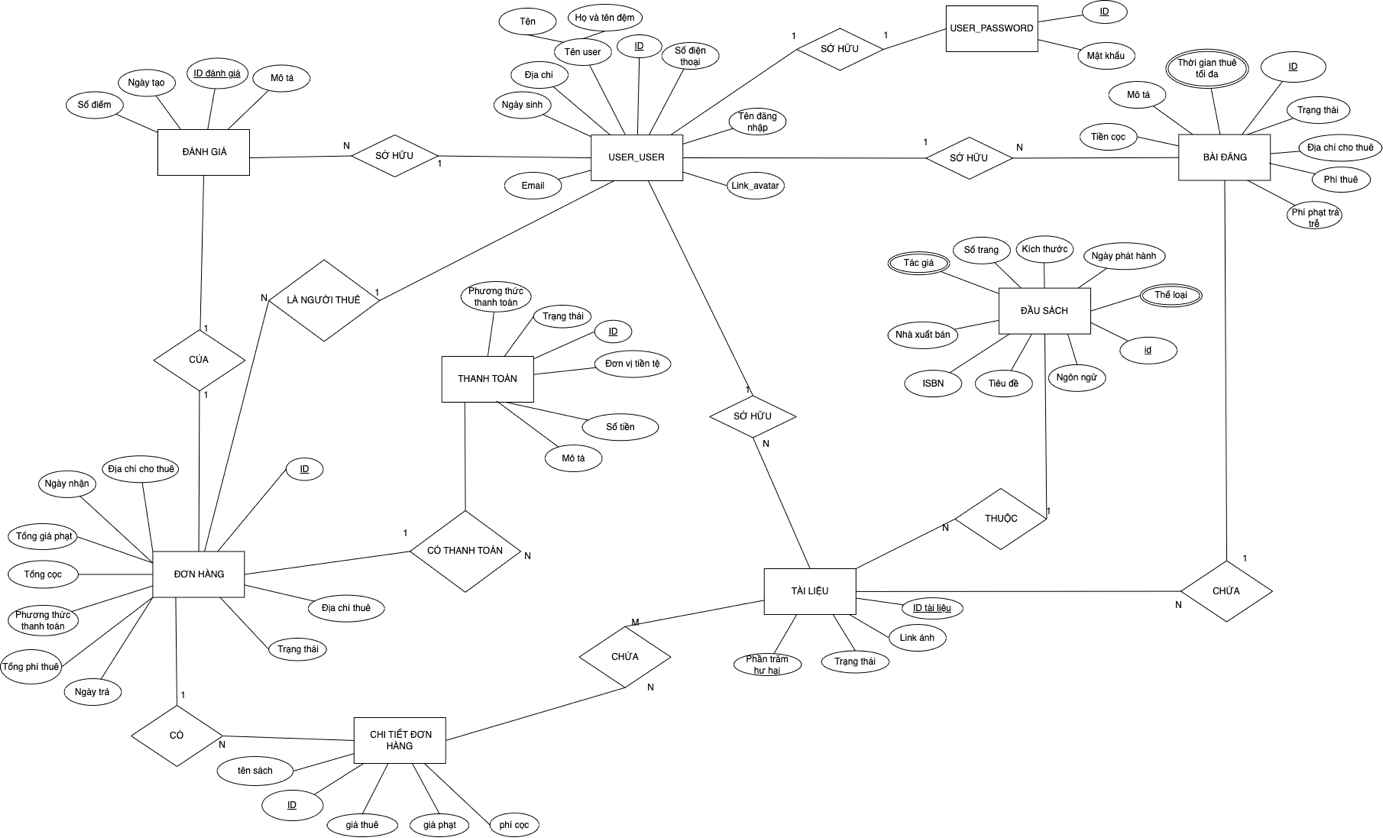 Tên
Họ và tên đệm
Tên user
ID
Số điện
thoại
Địa chỉ
Ngày sinh
Email
Tên đăng
nhập
Link_avatar
USER_USER
1
SỞ HỮU
1
USER_PASSWORD
ID
Mật khẩu
Số điểm
Ngày tạo
ID đánh giá
Mô tả
ĐÁNH GIÁ
N
SỞ HỮU
1
1
SỞ HỮU
N
Thời gian thuê
tối đa
ID
Mô tả
Trạng thái
Tiền cọc
Địa chỉ cho thuê
BÀI ĐĂNG
Phí thuê
Phí phạt trả
trễ
N
LÀ NGƯỜI THUÊ
1
1
CỦA
1
Phương thức
thanh toán
Trạng thái
ID
Đơn vị tiền tệ
THANH TOÁN
Số tiền
Mô tả
Tác giả
Số trang
Kích thước
Ngày phát hành
Thể loại
ĐẦU SÁCH
Nhà xuất bản
id
ISBN
Tiêu đề
Ngôn ngữ
1
SỞ HỮU
N
N
THUỘC
1
Địa chỉ cho thuê
ID
Ngày nhận
Tổng giá phạt
Tổng cọc
Phương thức
thanh toán
Tổng phí thuê
Ngày trả
ĐƠN HÀNG
Địa chỉ thuê
Trạng thái
1
CÓ THANH TOÁN
N
TÀI LIỆU
ID tài liệu
Link ảnh
Trạng thái
Phần trăm
hư hại
N
CHỨA
1
M
CHỨA
N
1
CÓ
N
CHI TIẾT ĐƠN
HÀNG
tên sách
ID
giá thuê
giá phạt
phí cọc